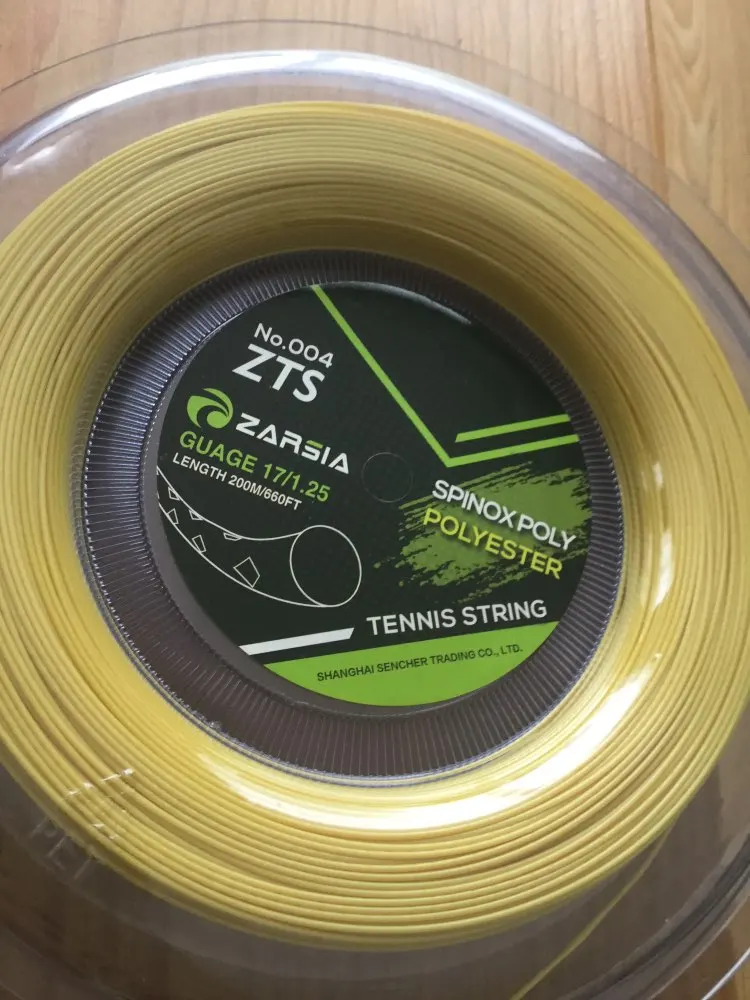 No.004
ZTS
ZARSIA
GUAGE 17/1.25
LENGTH 200M/660FT
SPINOX POLY
POLYESTER
TENNIS STRING
SHANGHAI SENCHER TRADING CO., LTD.
PET